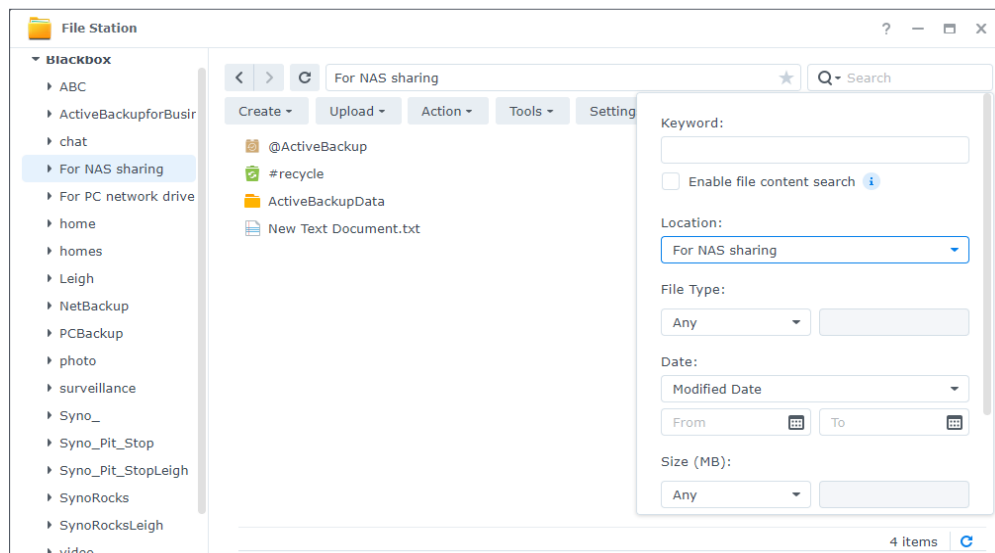 File Station
Blackbox
ABC
ActiveBackupforBusir
chat
For NAS sharing
For PC network drive
home
homes
Leigh
NetBackup
PCBackup
photo
surveillance
Syno_
Syno_Pit_Stop
Syno_Pit_StopLeigh
SynoRocks
SynoRocksLeigh
video
For NAS sharing
Search
Create
Upload
Action
Tools
Setting
@ActiveBackup
#recycle
ActiveBackupData
New Text Document.txt
Keyword:
Enable file content search
Location:
For NAS sharing
File Type:
Any
Date:
Modified Date
From
To
Size (MB):
Any
4 items